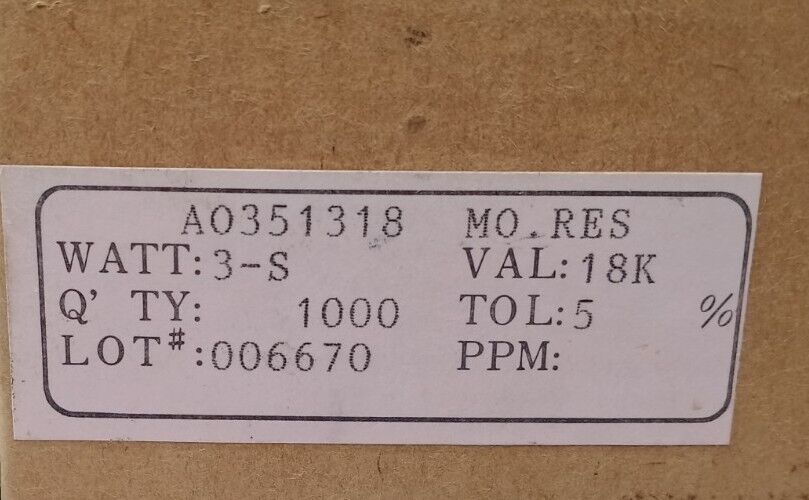 A0351318 MO.RES
WATT:3-S VAL:18K
Q' TY: 1000 TOL:5 %
LOT#:006670 PPM: